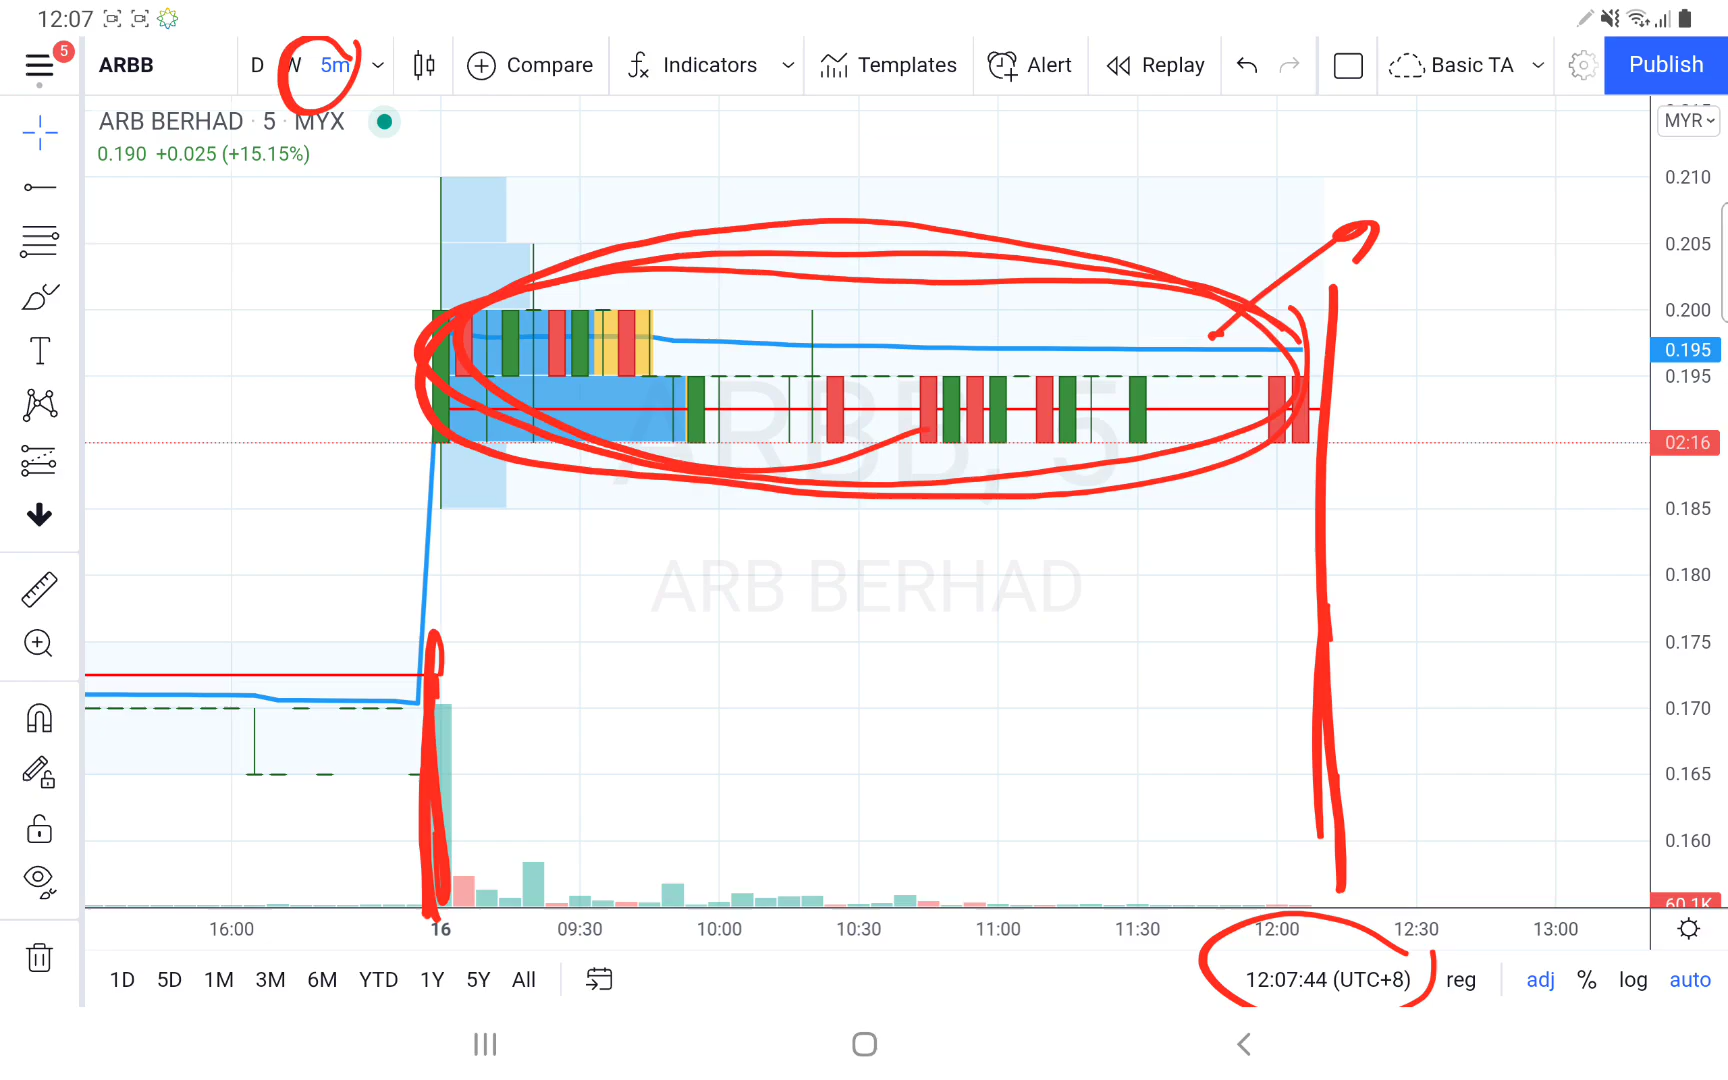 12:07
5
ARBB
D W 5m
Compare
Indicators
Templates
Alert
Replay
Basic TA
Publish
ARB BERHAD · 5 · MYX
0.190 +0.025 (+15.15%)
MYR
0.210
0.205
0.200
0.195
0.195
02:16
0.185
0.180
0.175
0.170
0.165
0.160
60.1K
ARBB, 5
ARB BERHAD
16:00 16 09:30 10:00 10:30 11:00 11:30 12:00 12:30 13:00
1D 5D 1M 3M 6M YTD 1Y 5Y All
12:07:44 (UTC+8) reg adj % log auto